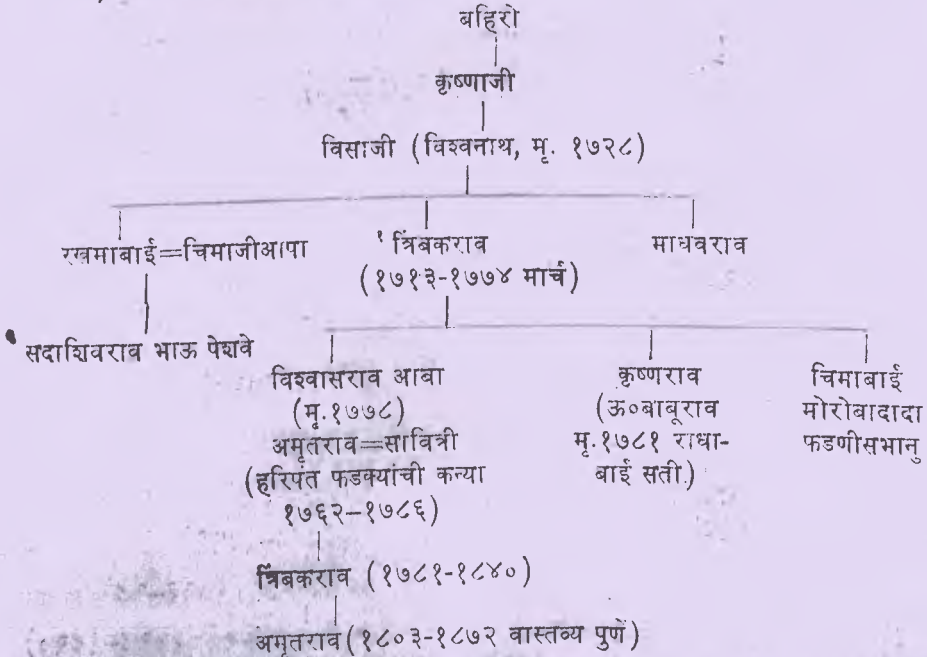 बहिरो
कृष्णाजी
विसाजी (विश्वनाथ, मृ. १७२८)
रखमाबाई=चिमाजीआपा
त्रिंबकराव
माधवराव
(१७१३-१७७४ मार्च)
सदाशिवराव भाऊ पेशवे
विश्वासराव आबा
कृष्णराव
चिमाबाई
(मृ.१७७८)
(ऊ०बाबूराव
मोरोबादादा
अमृतराव=सावित्री
मृ.१७८१ राधा-
फडणीसभानु
(हरिपंत फडक्यांची कन्या
बाई सती.)
१७६२-१७८६)
त्रिंबकराव (१७८१-१८४०)
अमृतराव(१८०३-१८७२ वास्तव्य पुणें)